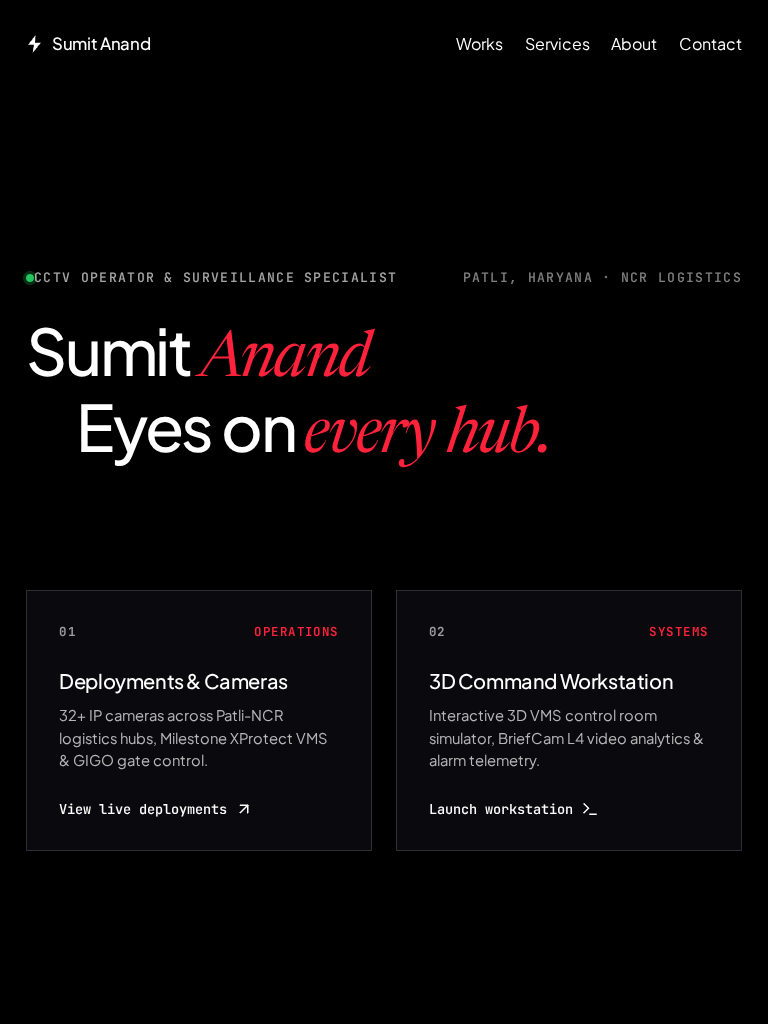 Sumit Anand
Works Services About Contact
CCTV OPERATOR & SURVEILLANCE SPECIALIST
PATLI, HARYANA · NCR LOGISTICS
Sumit Anand
Eyes on every hub.
01
OPERATIONS
Deployments & Cameras
32+ IP cameras across Patli-NCR
logistics hubs, Milestone XProtect VMS
& GIGO gate control.
View live deployments
02
SYSTEMS
3D Command Workstation
Interactive 3D VMS control room
simulator, BriefCam L4 video analytics &
alarm telemetry.
Launch workstation